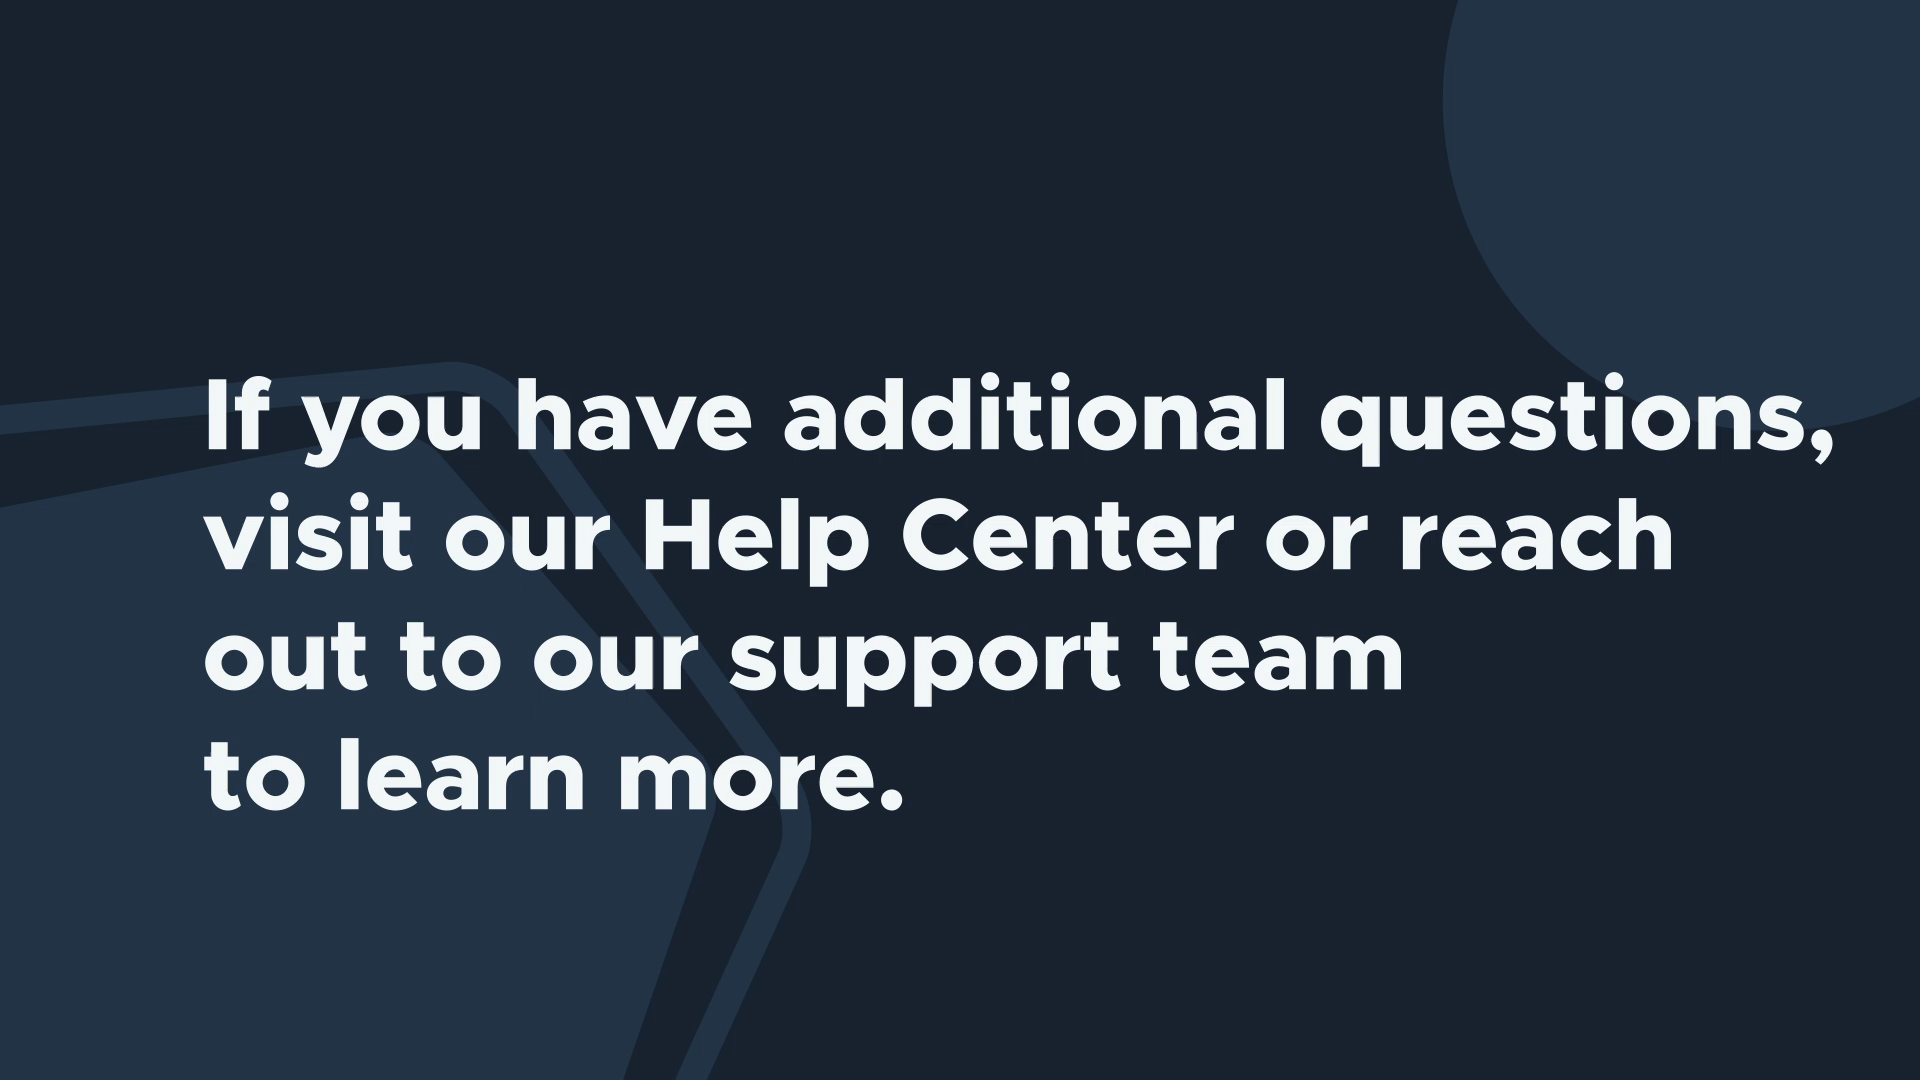 If you have additional questions,
visit our Help Center or reach
out to our support team
to learn more.